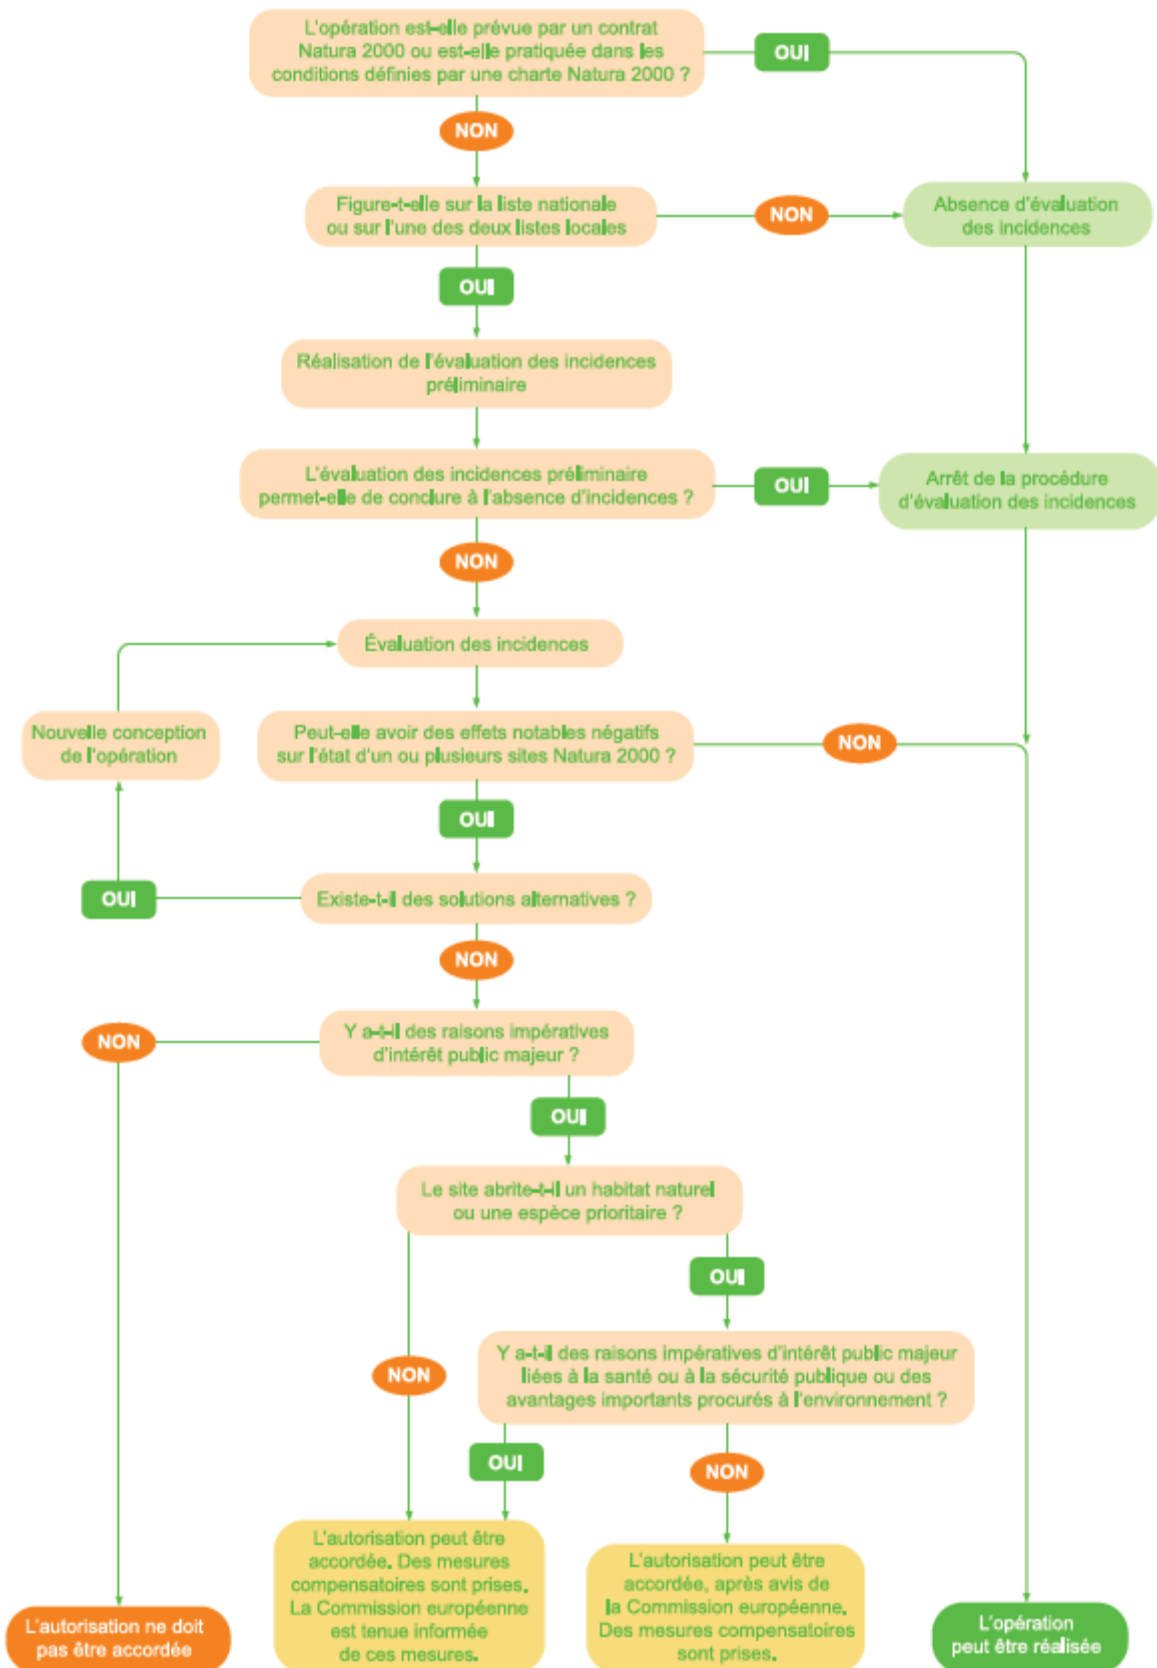 L'opération est-elle prévue par un contrat
Natura 2000 ou est-elle pratiquée dans les
conditions définies par une charte Natura 2000 ?
OUI
NON
Figure-t-elle sur la liste nationale
ou sur l'une des deux listes locales
NON
Absence d'évaluation
des incidences
OUI
Réalisation de l'évaluation des incidences
préliminaire
L'évaluation des incidences préliminaire
permet-elle de conclure à l'absence d'incidences ?
OUI
Arrêt de la procédure
d'évaluation des incidences
NON
Évaluation des incidences
Nouvelle conception
de l'opération
Peut-elle avoir des effets notables négatifs
sur l'état d'un ou plusieurs sites Natura 2000 ?
NON
OUI
OUI
Existe-t-il des solutions alternatives ?
NON
Y a-t-il des raisons impératives
d'intérêt public majeur ?
NON
OUI
Le site abrite-t-il un habitat naturel
ou une espèce prioritaire ?
OUI
NON
Y a-t-il des raisons impératives d'intérêt public majeur
liées à la santé ou à la sécurité publique ou des
avantages importants procurés à l'environnement ?
OUI
NON
L'autorisation ne doit
pas être accordée
L'autorisation peut être
accordée. Des mesures
compensatoires sont prises.
La Commission européenne
est tenue informée
de ces mesures.
L'autorisation peut être
accordée, après avis de
la Commission européenne.
Des mesures compensatoires
sont prises.
L'opération
peut être réalisée